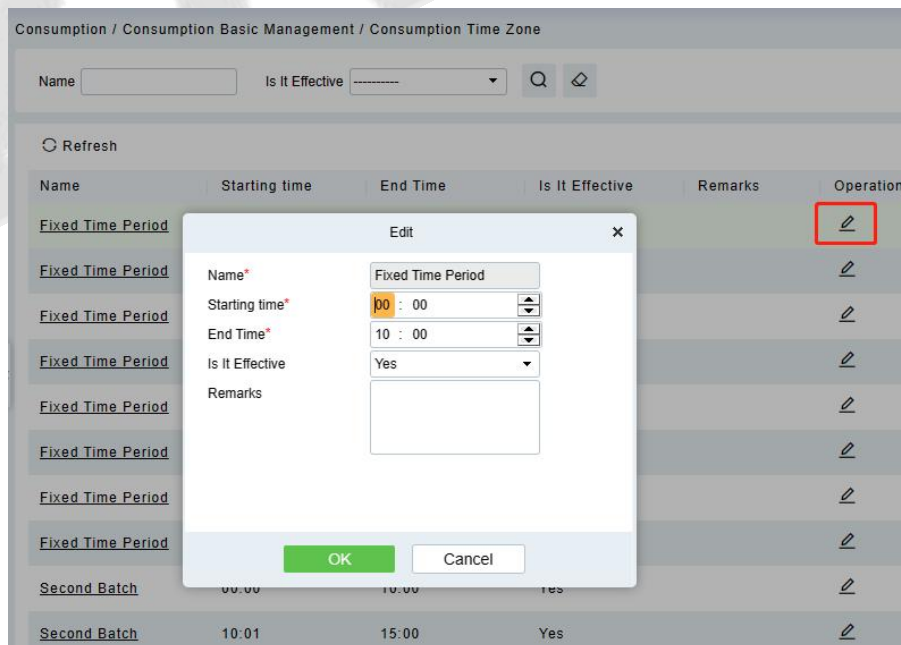 Consumption / Consumption Basic Management / Consumption Time Zone
Name Is It Effective ----------
Refresh
Name Starting time End Time Is It Effective Remarks Operation
Fixed Time Period
Edit
Fixed Time Period
Name* Fixed Time Period
Starting time* 00 : 00
Fixed Time Period
End Time* 10 : 00
Fixed Time Period
Is It Effective Yes
Remarks
Fixed Time Period
Fixed Time Period
Fixed Time Period
Fixed Time Period
OK Cancel
Second Batch 00:00 10:00 Yes
Second Batch 10:01 15:00 Yes